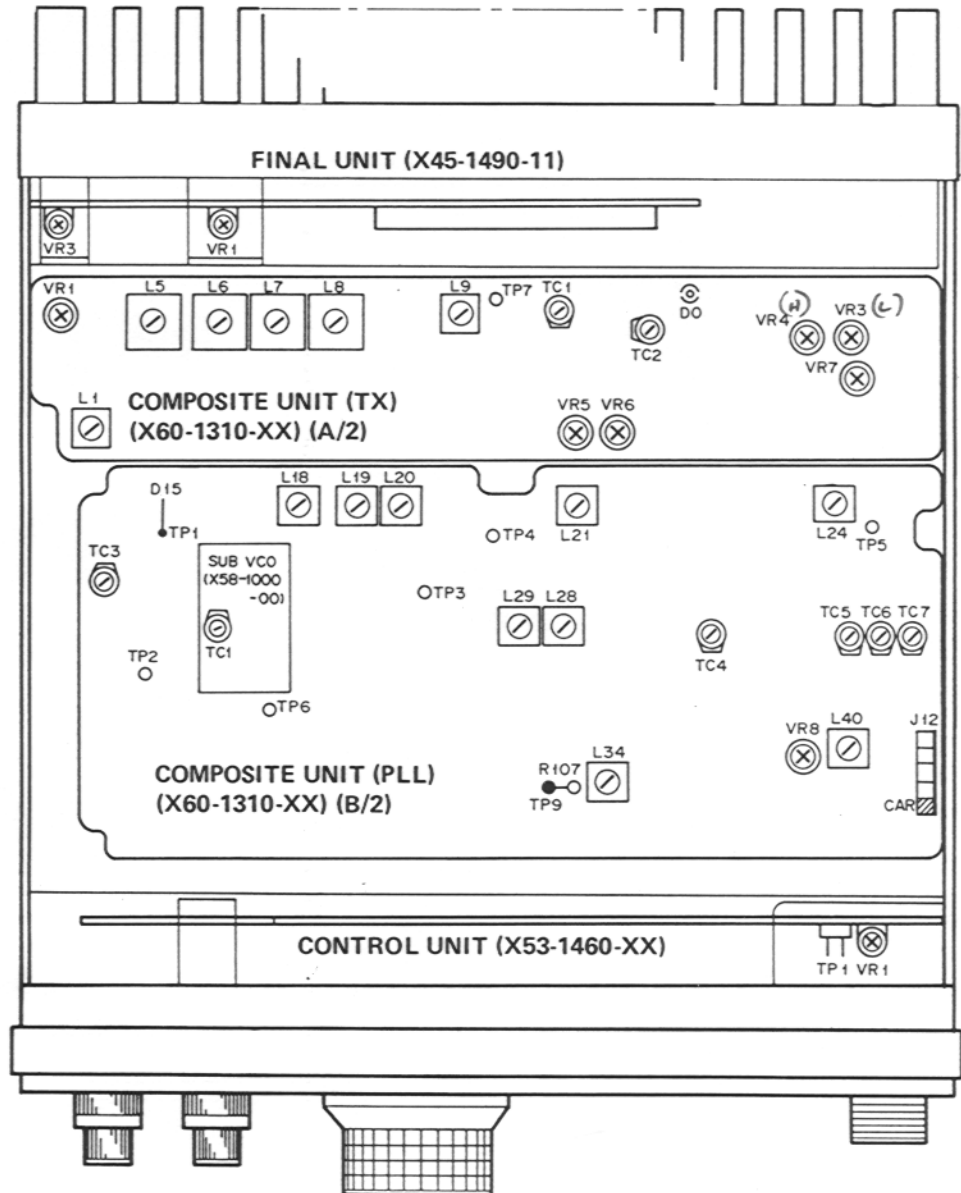 FINAL UNIT (X45-1490-11)
VR3 VR1
VR1 L5 L6 L7 L8 L9 TP7 TC1 DO (H) (L)
VR4 VR3
TC2
VR7
L1 COMPOSITE UNIT (TX) VR5 VR6
(X60-1310-XX) (A/2)
L18 L19 L20
D15 L21 L24
TP1 TP4 TP5
TC3 SUB VCO
(X58-1000
-00)
TP3 L29 L28 TC5 TC6 TC7
TC1 TC4
TP2
TP6
VR8 L40 J12
COMPOSITE UNIT (PLL) R107 L34
(X60-1310-XX) (B/2) TP9 CAR
CONTROL UNIT (X53-1460-XX)
TP1 VR1